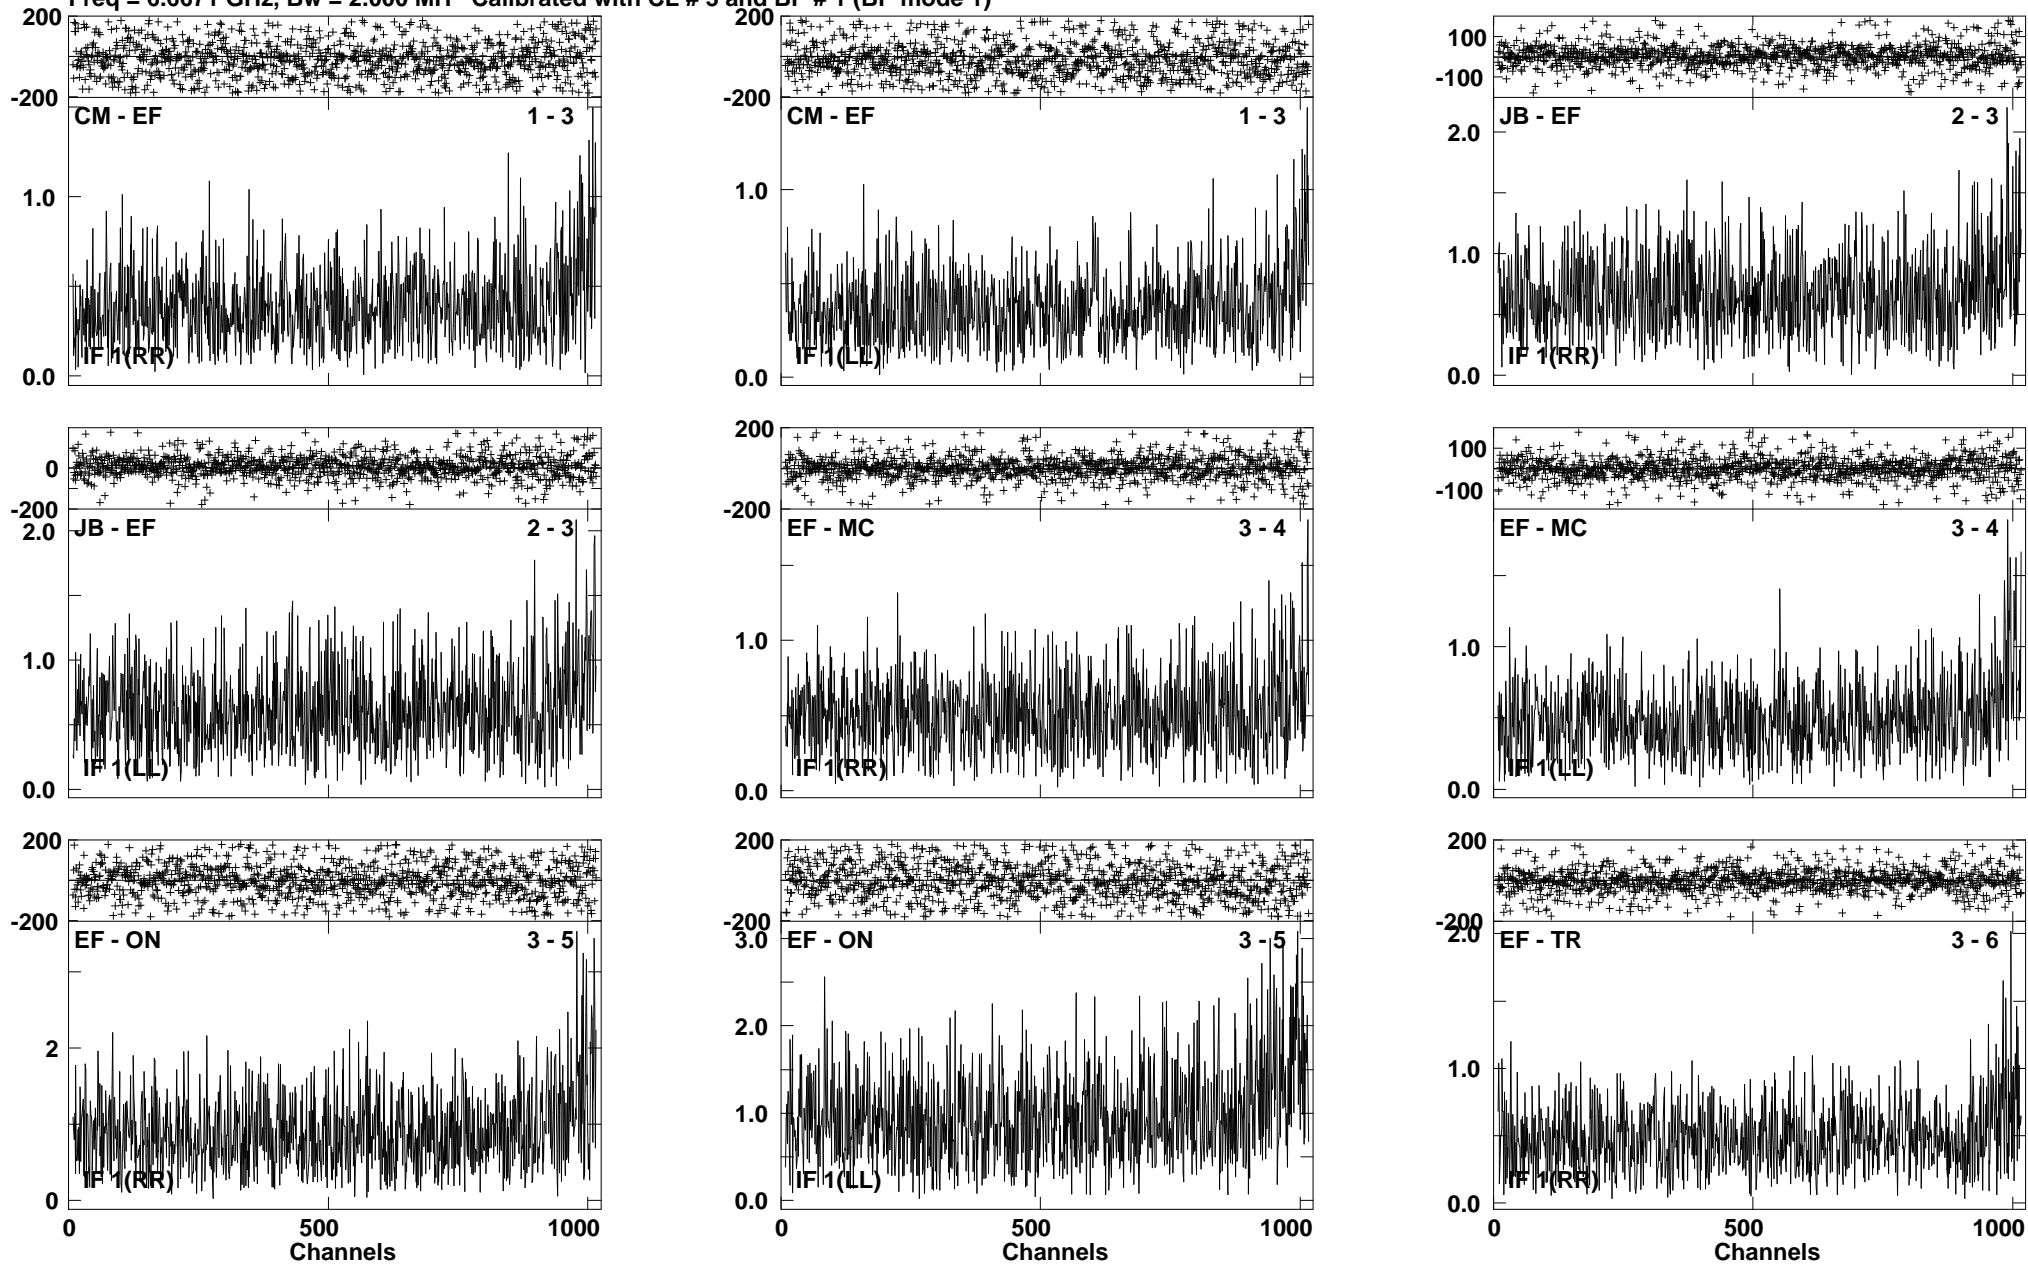 Freq = 6.6671 GHz, Bw = 2.000 MH Calibrated with CL # 3 and BP # 1 (BP mode 1)
200
-200
CM - EF 1 - 3
1.0
0.0
IF 1(RR)
200
-200
CM - EF 1 - 3
1.0
0.0
IF 1(LL)
100
-100
JB - EF 2 - 3
2.0
1.0
0.0
IF 1(RR)
0
-200
JB - EF 2 - 3
2.0
1.0
0.0
IF 1(LL)
200
-200
EF - MC 3 - 4
1.0
0.0
IF 1(RR)
100
-100
EF - MC 3 - 4
1.0
0.0
IF 1(LL)
200
-200
EF - ON 3 - 5
2
0
IF 1(RR)
0 500 1000
Channels
200
-200
EF - ON 3 - 5
3.0
2.0
1.0
0.0
IF 1(LL)
0 500 1000
Channels
200
-200
EF - TR 3 - 6
2.0
1.0
0.0
IF 1(RR)
0 500 1000
Channels